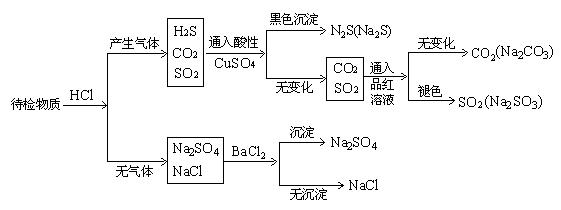 待检物质
HCl
产生气体
H2S
CO2
SO2
通入酸性
CuSO4
黑色沉淀
N2S(Na2S)
无变化
CO2
SO2
通入
品红
溶液
无变化
CO2(Na2CO3)
褪色
SO2(Na2SO3)
无气体
Na2SO4
NaCl
BaCl2
沉淀
Na2SO4
无沉淀
NaCl